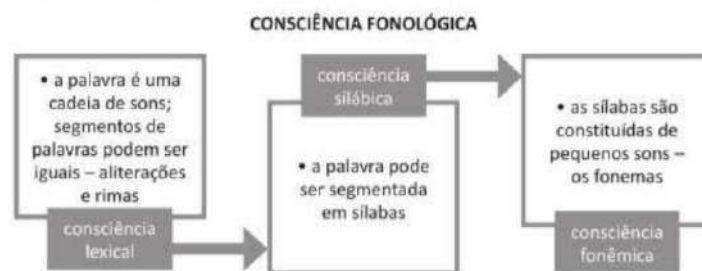 CONSCIÊNCIA FONOLÓGICA
• a palavra é uma
cadeia de sons;
segmentos de
palavras podem ser
iguais – aliterações
e rimas
consciência
lexical
consciência
silábica
• a palavra pode
ser segmentada
em sílabas
• as sílabas são
constituídas de
pequenos sons –
os fonemas
consciência
fonêmica